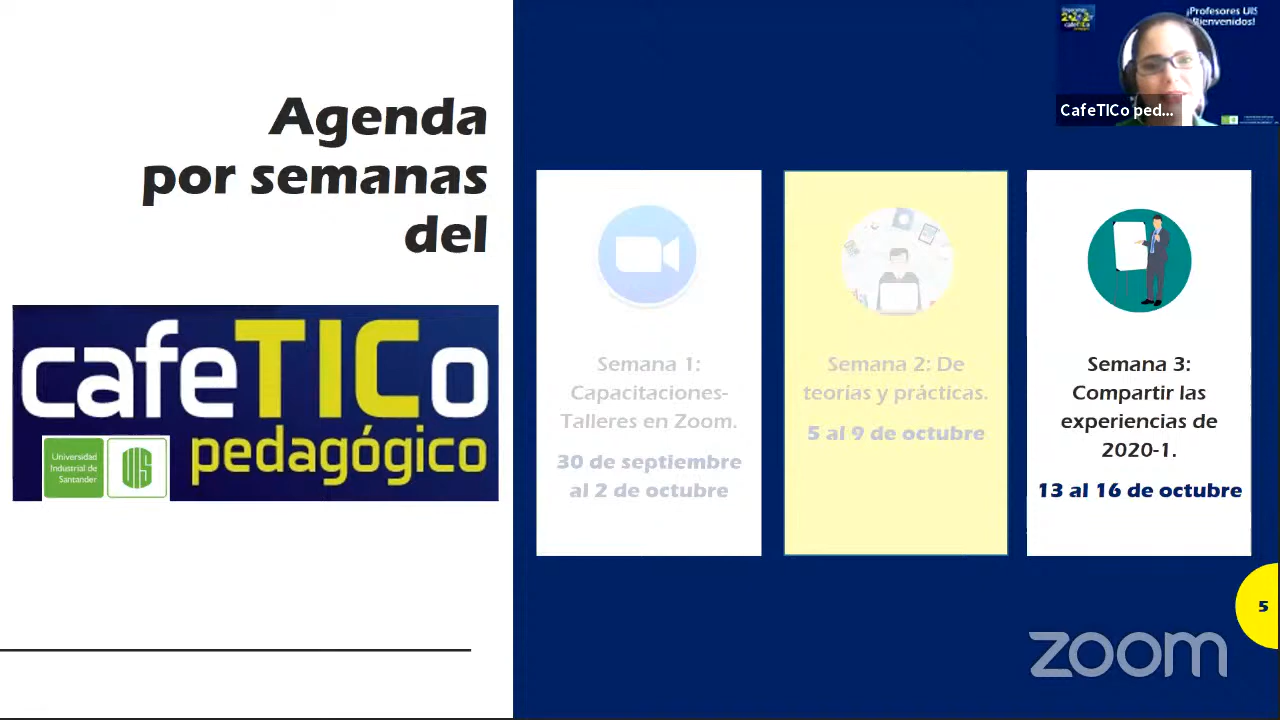 Agenda
por semanas
del
cafeTICo
pedagógico
Universidad
Industrial de
Santander
UIS
Semana 1:
Capacitaciones-
Talleres en Zoom.
30 de septiembre
al 2 de octubre
Semana 2: De
teorías y prácticas.
5 al 9 de octubre
Semana 3:
Compartir las
experiencias de
2020-1.
13 al 16 de octubre
5
zoom
¡Profesores UIS
Bienvenidos!
CafeTICo ped...